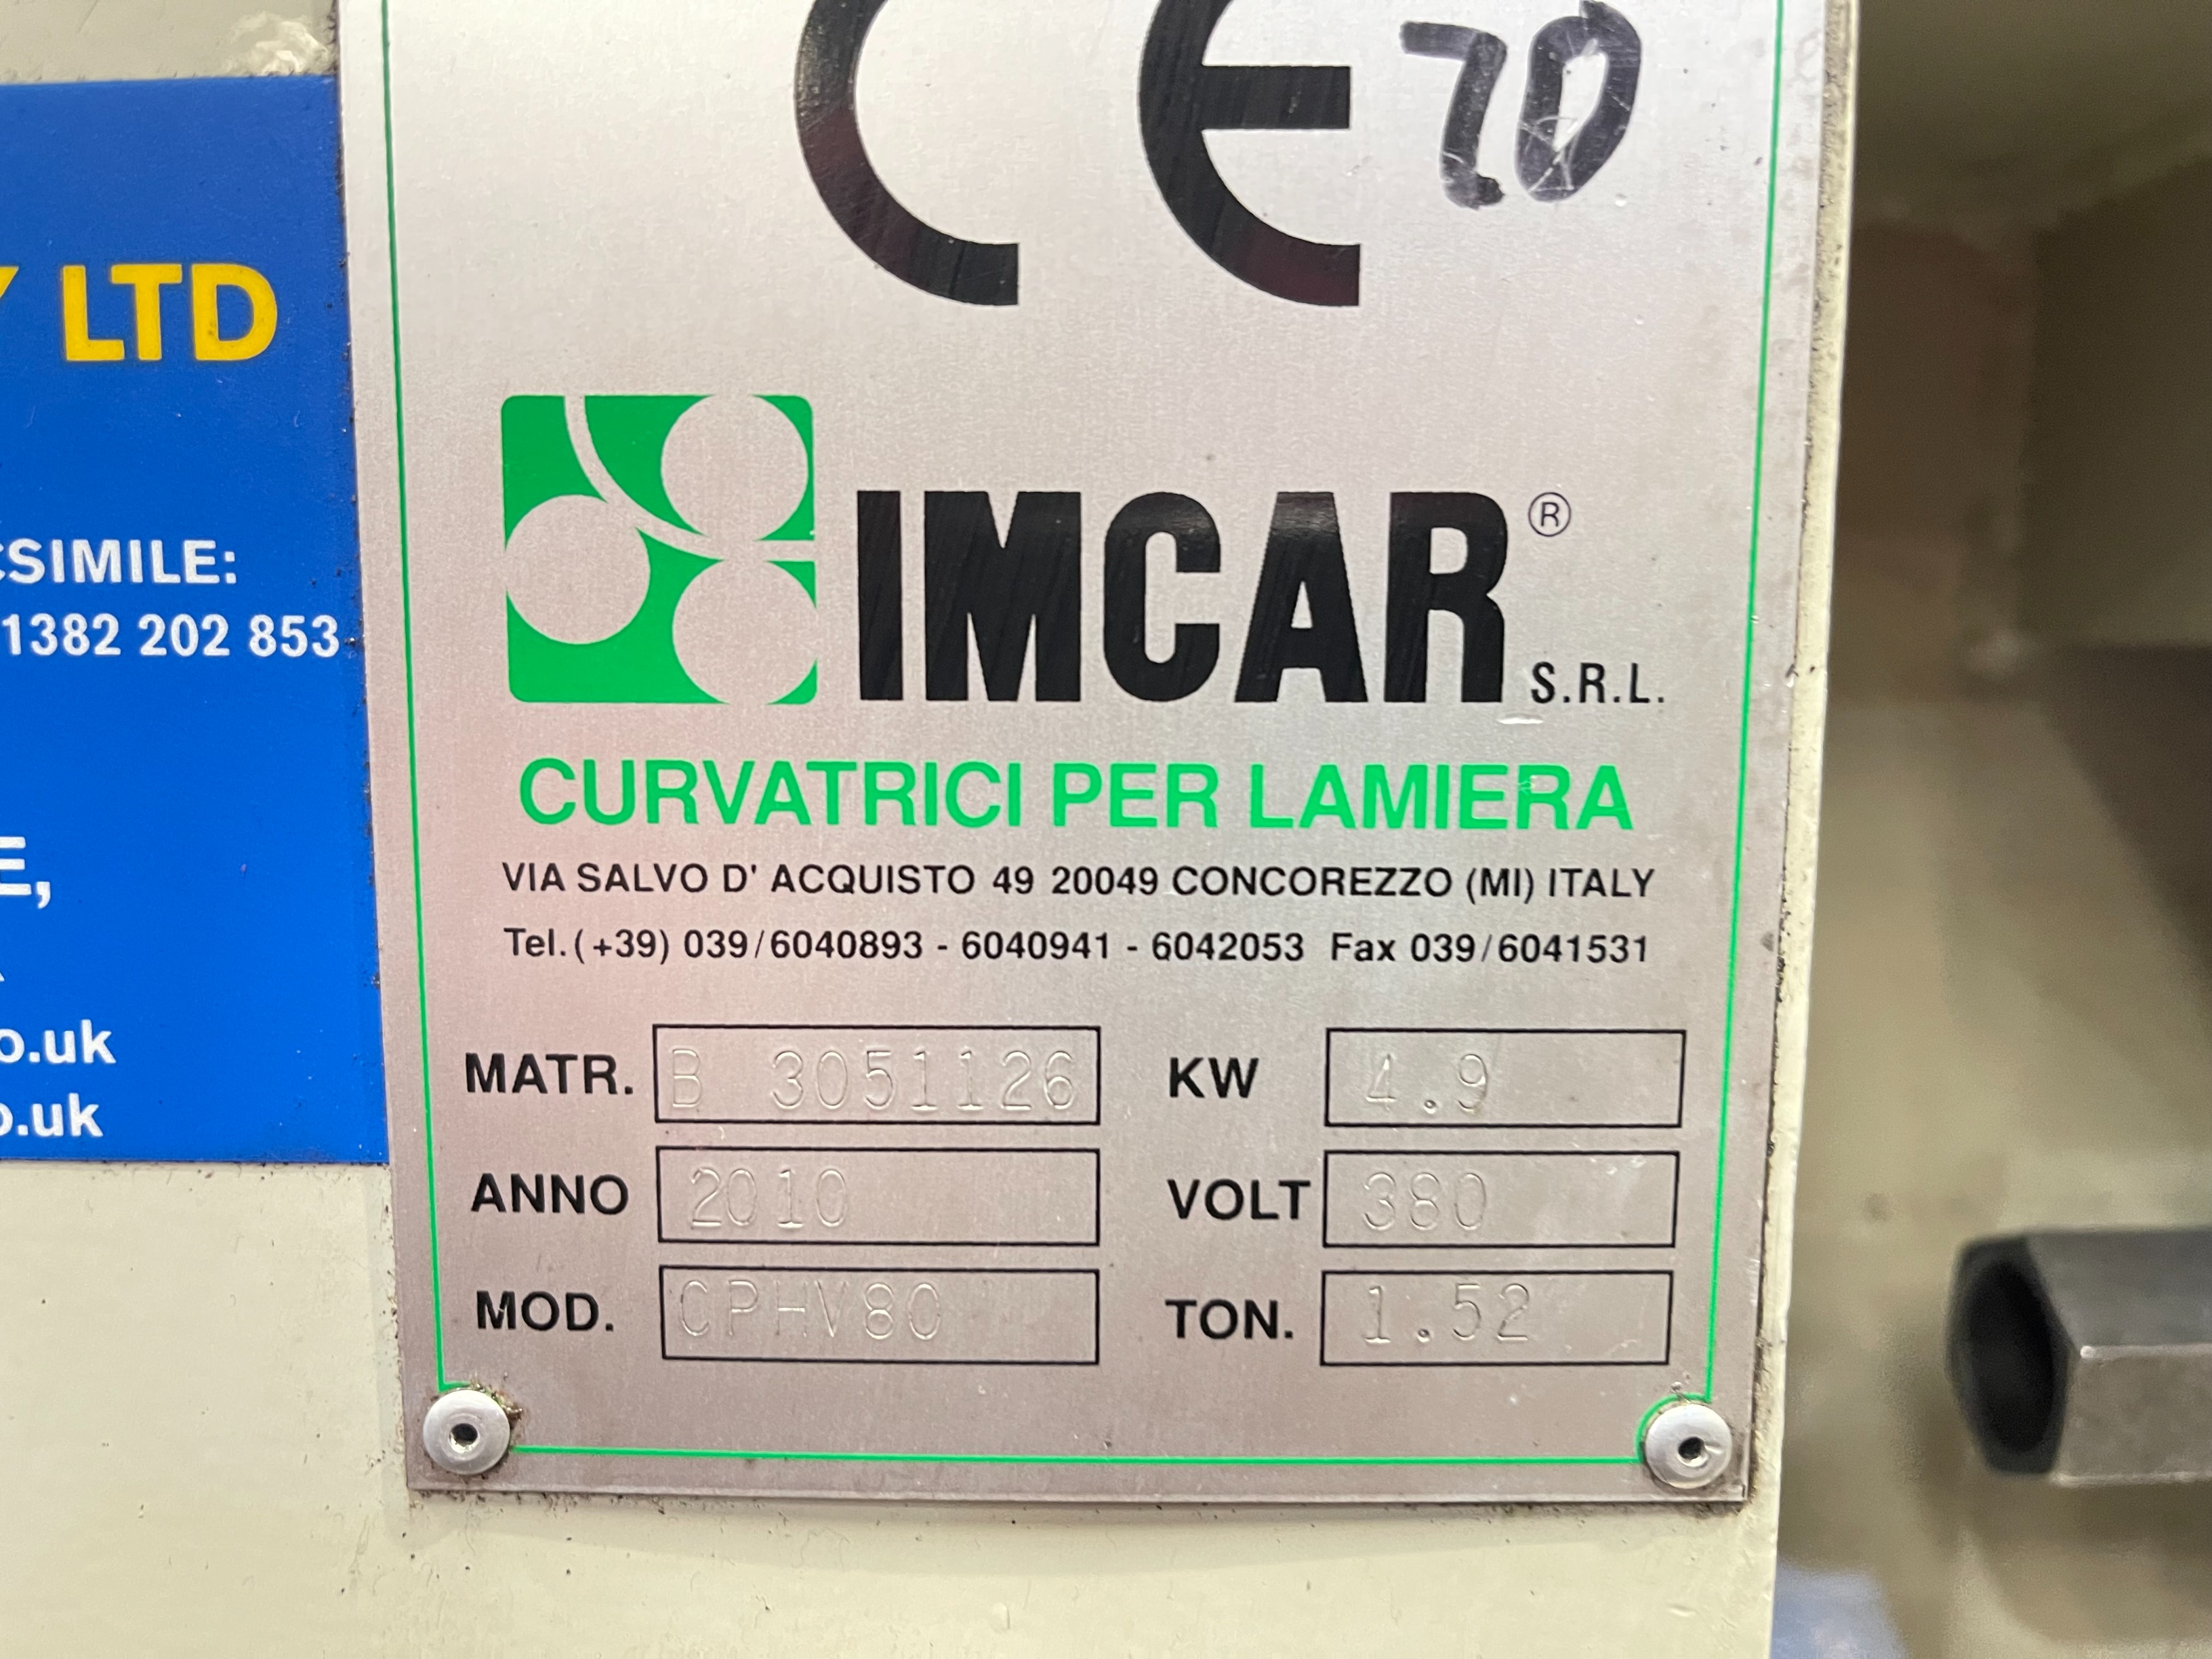 CE 20
Y LTD
CSIMILE:
1382 202 853
E,
o.uk
o.uk
IMCAR® S.R.L.
CURVATRICI PER LAMIERA
VIA SALVO D' ACQUISTO 49 20049 CONCOREZZO (MI) ITALY
Tel.(+39) 039/6040893 - 6040941 - 6042053 Fax 039/6041531
MATR. B 3051126 KW 4.9
ANNO 2010 VOLT 380
MOD. CPHV80 TON. 1.52